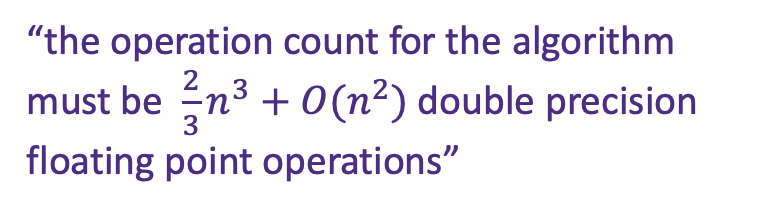 “the operation count for the algorithm
must be 2/3 n³ + O(n²) double precision
floating point operations”